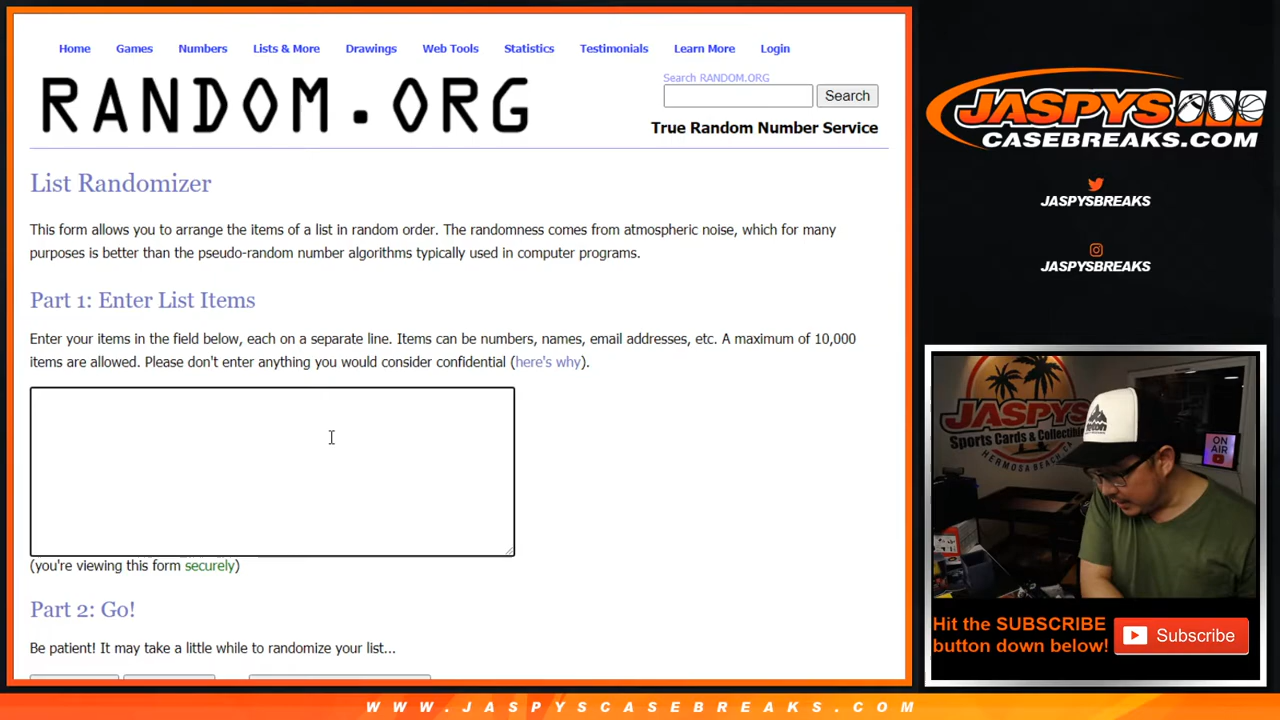 Home Games Numbers Lists & More Drawings Web Tools Statistics Testimonials Learn More Login
RANDOM.ORG
Search RANDOM.ORG
Search
True Random Number Service
List Randomizer
This form allows you to arrange the items of a list in random order. The randomness comes from atmospheric noise, which for many
purposes is better than the pseudo-random number algorithms typically used in computer programs.
Part 1: Enter List Items
Enter your items in the field below, each on a separate line. Items can be numbers, names, email addresses, etc. A maximum of 10,000
items are allowed. Please don't enter anything you would consider confidential (here's why).
(you're viewing this form securely)
Part 2: Go!
Be patient! It may take a little while to randomize your list...
JASPYS
CASEBREAKS.COM
JASPYSBREAKS
JASPYSBREAKS
JASPYS
Sports Cards & Collectibles
HERMOSA BEACH, CA
ON
AIR
Hit the SUBSCRIBE
button down below!
Subscribe
WWW.JASPYSCASEBREAKS.COM